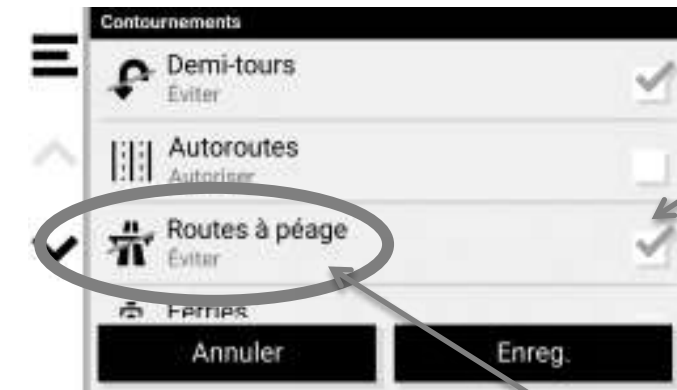 Contournements
Demi-tours
Éviter
Autoroutes
Autoriser
Routes à péage
Éviter
Ferries
Annuler
Enreg.